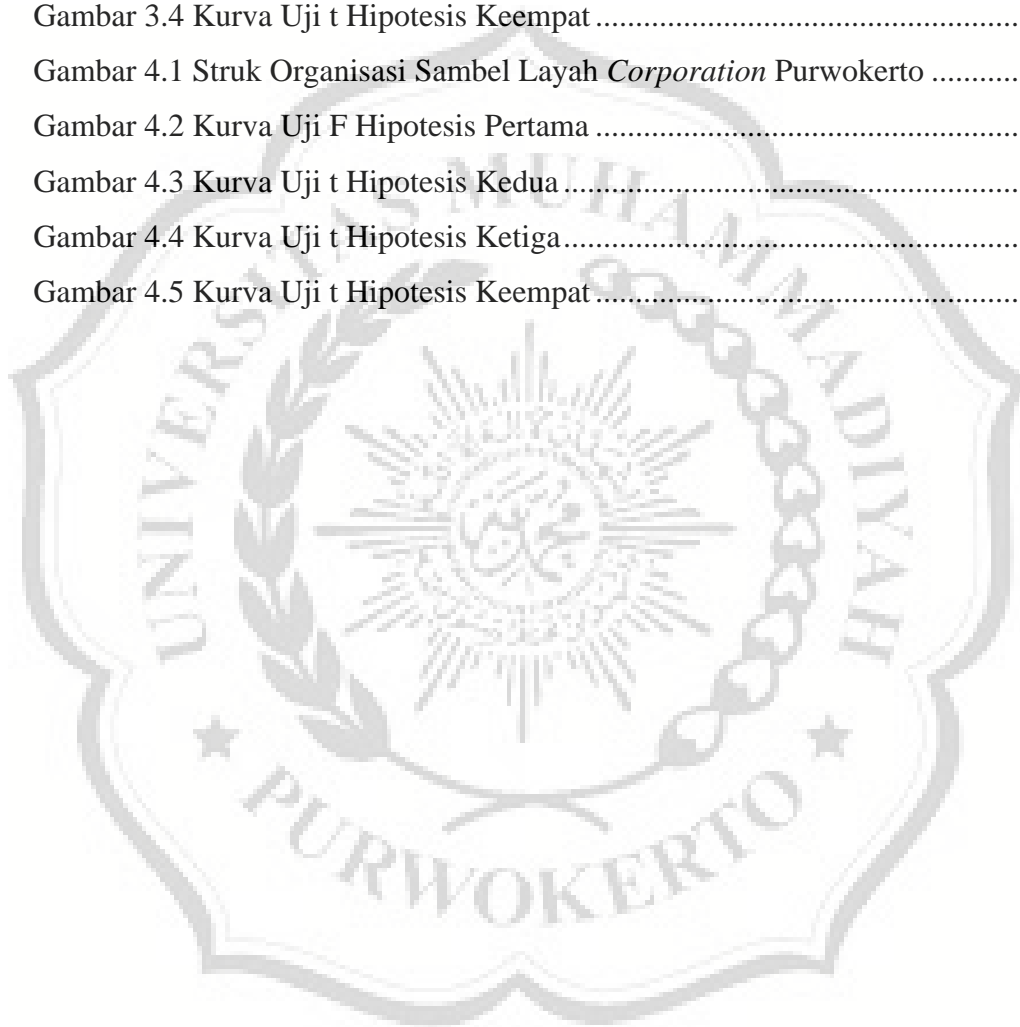 Gambar 3.4 Kurva Uji t Hipotesis Keempat ..........................................................
Gambar 4.1 Struk Organisasi Sambel Layah Corporation Purwokerto ...........
Gambar 4.2 Kurva Uji F Hipotesis Pertama ..........................................................
Gambar 4.3 Kurva Uji t Hipotesis Kedua ..............................................................
Gambar 4.4 Kurva Uji t Hipotesis Ketiga ..............................................................
Gambar 4.5 Kurva Uji t Hipotesis Keempat ..........................................................
UNIVERSITAS MUHAMMADIYAH
PURWOKERTO